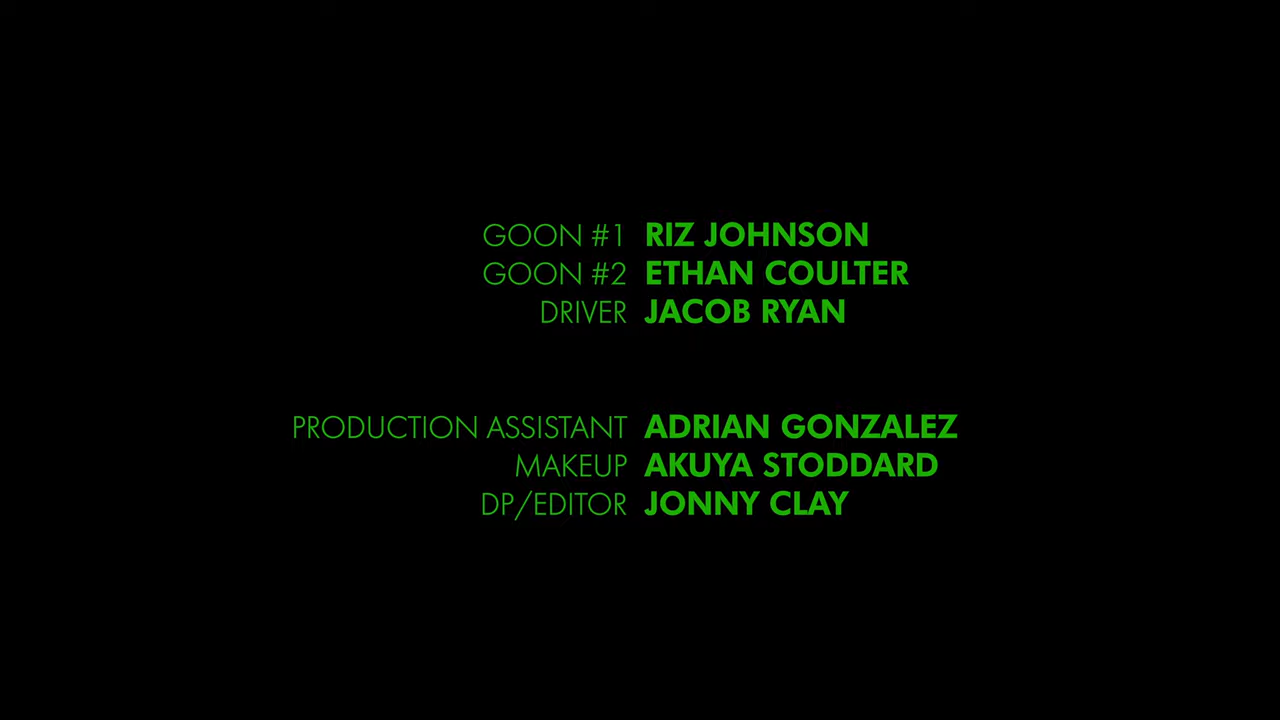 GOON #1 RIZ JOHNSON
GOON #2 ETHAN COULTER
DRIVER JACOB RYAN
PRODUCTION ASSISTANT ADRIAN GONZALEZ
MAKEUP AKUYA STODDARD
DP/EDITOR JONNY CLAY